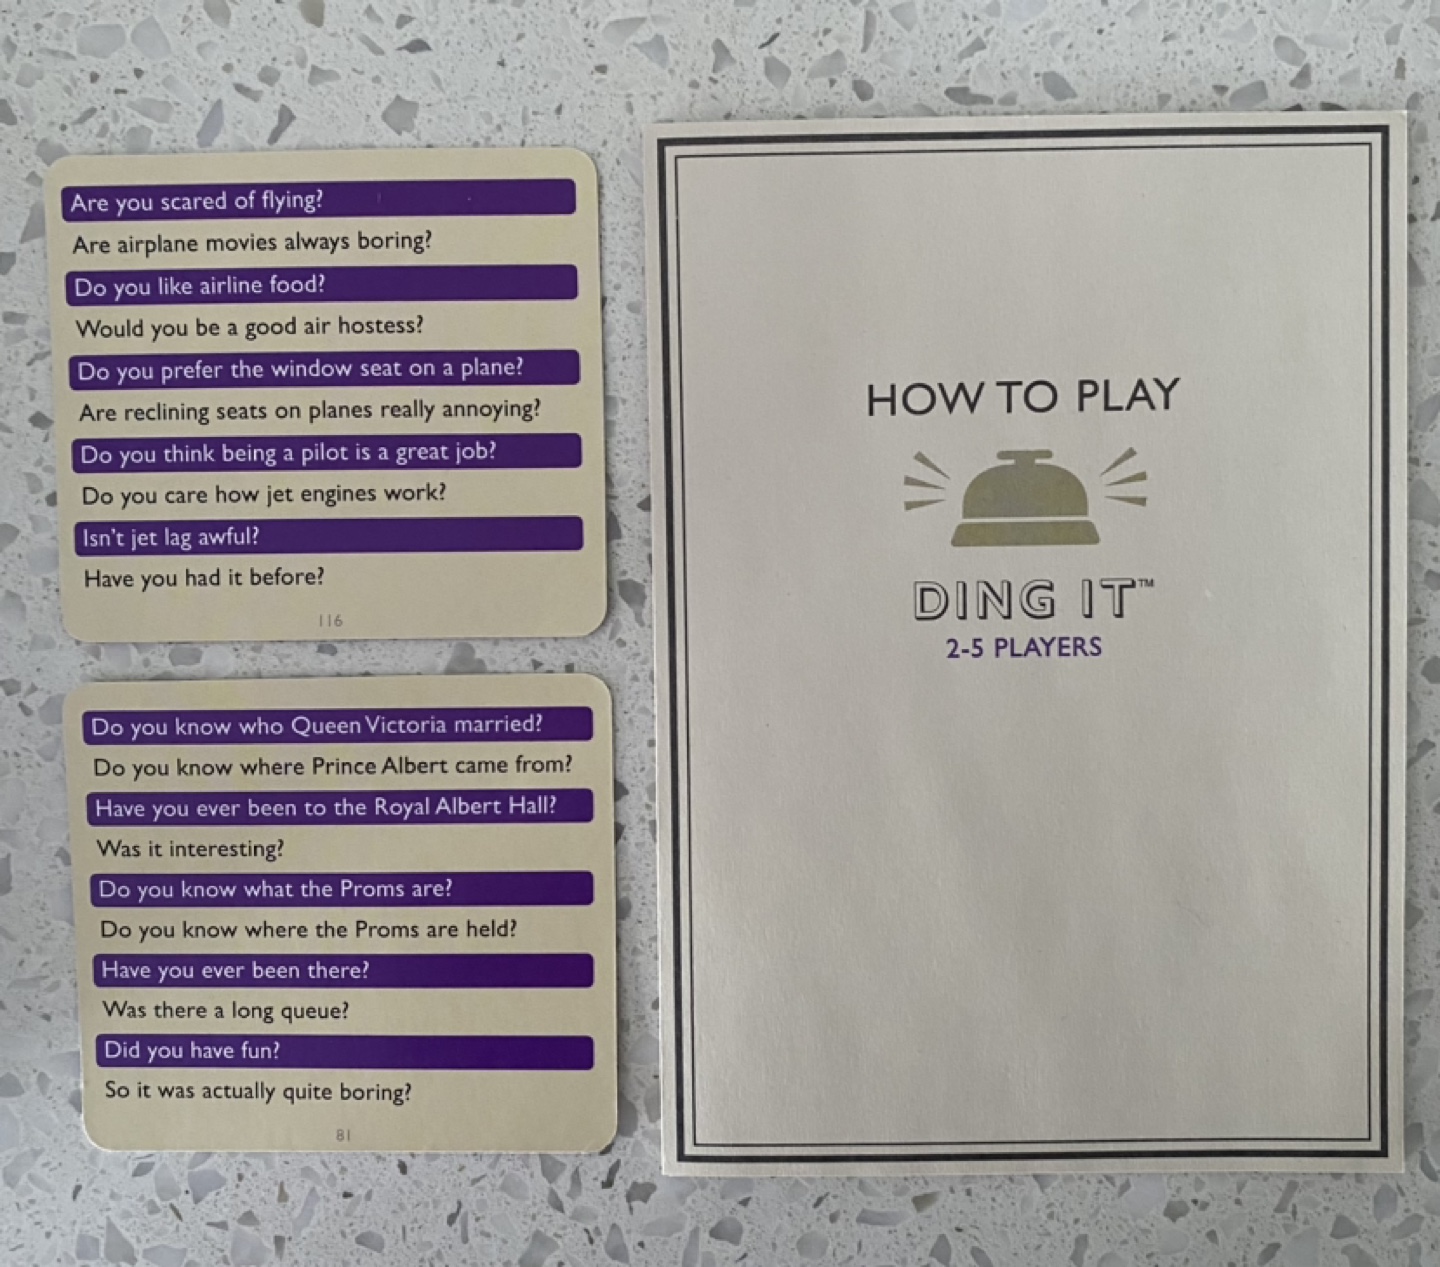 Are you scared of flying?
Are airplane movies always boring?
Do you like airline food?
Would you be a good air hostess?
Do you prefer the window seat on a plane?
Are reclining seats on planes really annoying?
Do you think being a pilot is a great job?
Do you care how jet engines work?
Isn't jet lag awful?
Have you had it before?
116
Do you know who Queen Victoria married?
Do you know where Prince Albert came from?
Have you ever been to the Royal Albert Hall?
Was it interesting?
Do you know what the Proms are?
Do you know where the Proms are held?
Have you ever been there?
Was there a long queue?
Did you have fun?
So it was actually quite boring?
81
HOW TO PLAY
DING IT™
2-5 PLAYERS